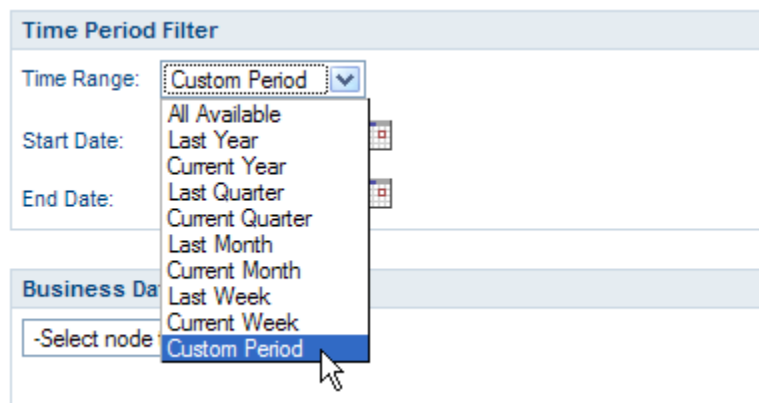 Time Period Filter
Time Range: Custom Period
All Available
Start Date: Last Year
Current Year
End Date: Last Quarter
Current Quarter
Last Month
Current Month
Business Da Last Week
-Select node Current Week
Custom Period